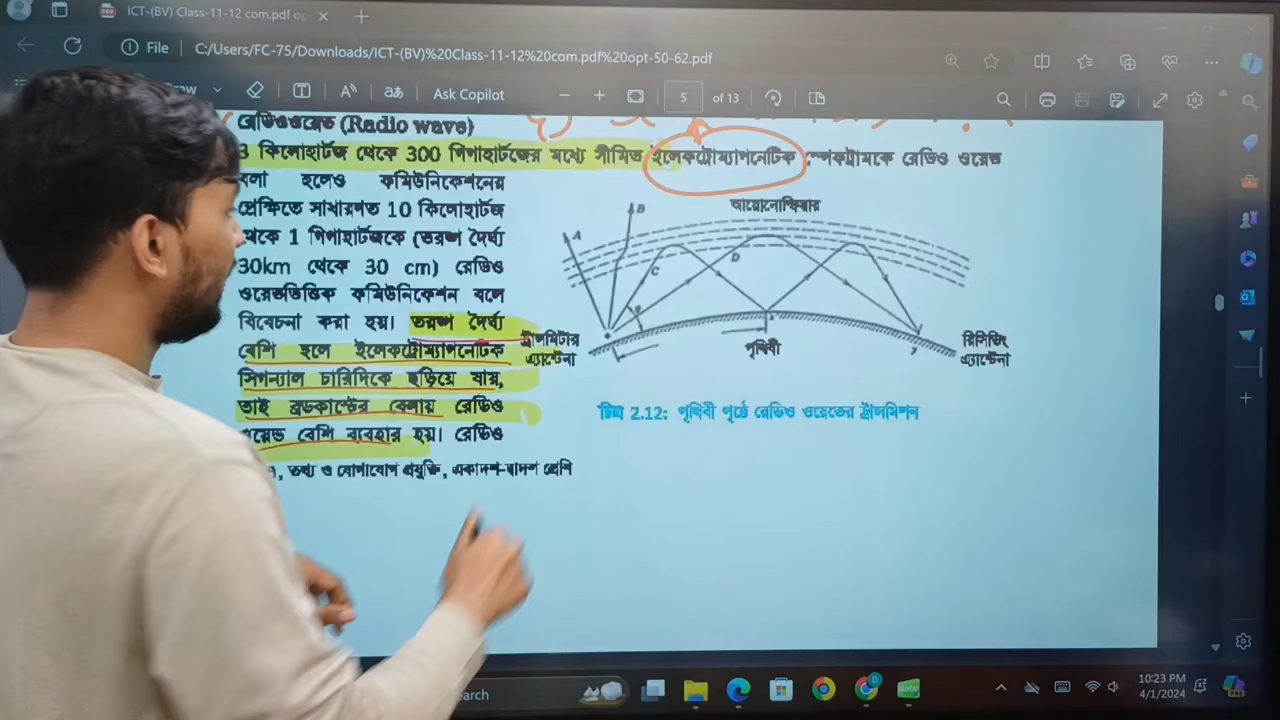 ICT-(BV) Class-11-12 com.pdf op
File C:/Users/FC-75/Downloads/ICT-(BV)%20Class-11-12%20com.pdf%20opt-50-62.pdf
Ask Copilot 5 of 13
রেডিওওয়েভ (Radio wave)
3 কিলোহার্টজ থেকে 300 গিগাহার্টজের মধ্যে সীমিত ইলেকট্রোম্যাগনেটিক স্পেকট্রামকে রেডিও ওয়েভ
বলা হলেও কমিউনিকেশনের
প্রেক্ষিতে সাধারণত 10 কিলোহার্টজ
থেকে 1 গিগাহার্টজকে (তরঙ্গ দৈর্ঘ্য
30km থেকে 30 cm) রেডিও
ওয়েভভিত্তিক কমিউনিকেশন বলে
বিবেচনা করা হয়। তরঙ্গ দৈর্ঘ্য
বেশি হলে ইলেকট্রোম্যাগনেটিক
সিগন্যাল চারিদিকে ছড়িয়ে যায়,
তাই ব্রডকাস্টের বেলায় রেডিও
ওয়েভ বেশি ব্যবহার হয়। রেডিও
তথ্য ও যোগাযোগ প্রযুক্তি, একাদশ-দ্বাদশ শ্রেণি
আয়োনোস্ফিয়ার
A
B
C
D
ট্রান্সমিটার
এ্যান্টেনা
পৃথিবী
রিসিভিং
এ্যান্টেনা
চিত্র 2.12: পৃথিবী পৃষ্ঠে রেডিও ওয়েভের ট্রান্সমিশন
10:23 PM
4/1/2024